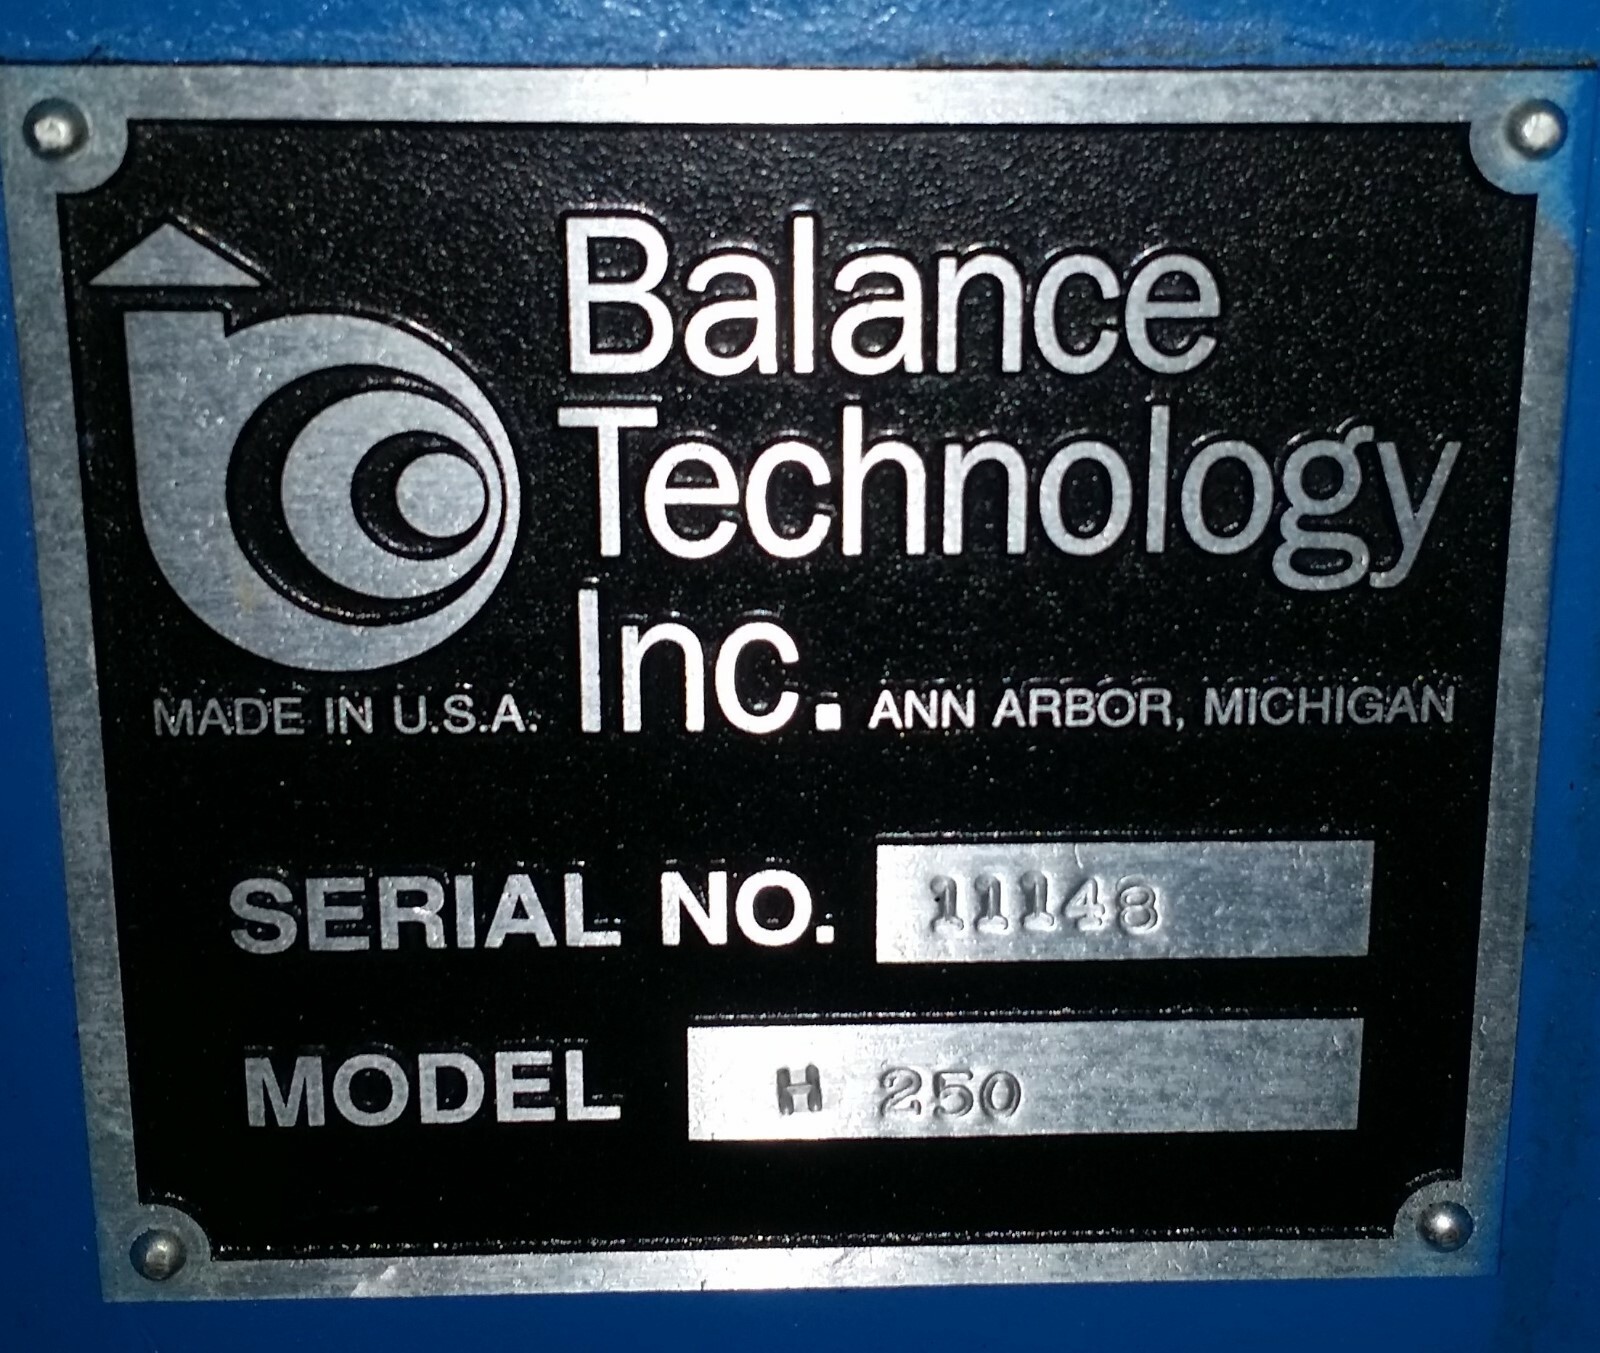 Balance
Technology
Inc.
MADE IN U.S.A.
ANN ARBOR, MICHIGAN
SERIAL NO. 11148
MODEL H 250